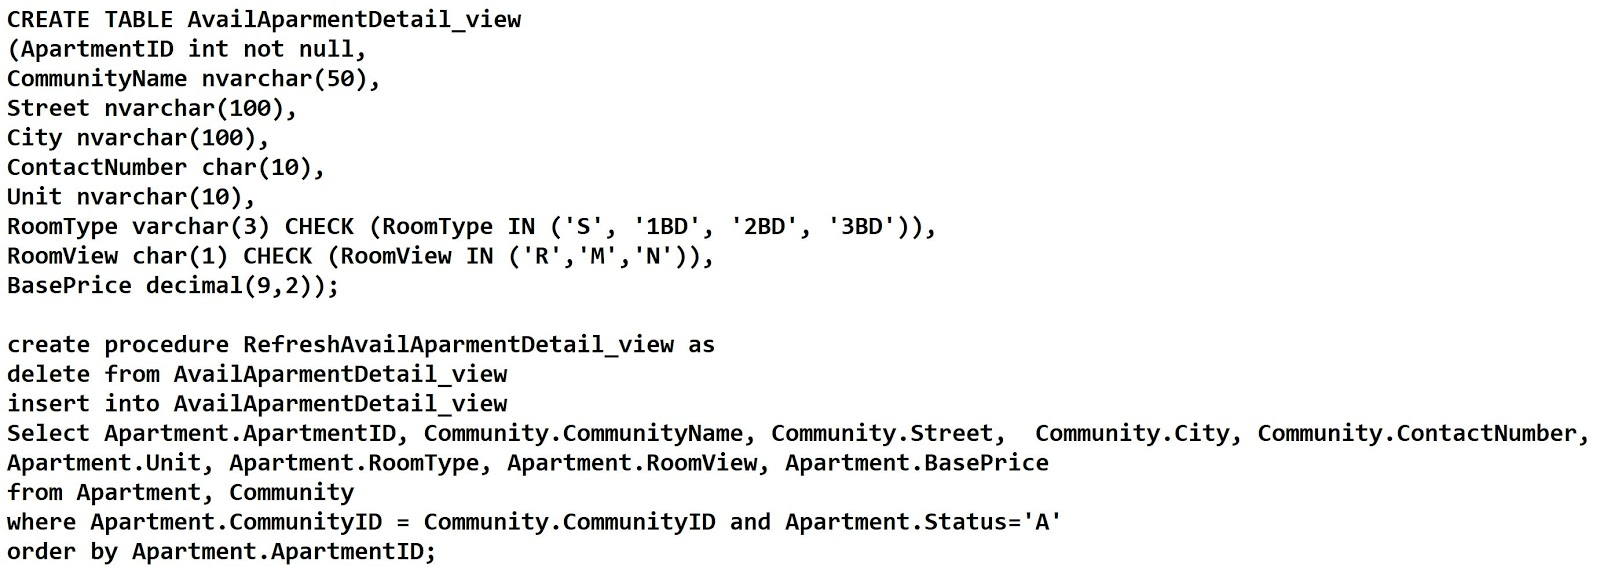 CREATE TABLE AvailAparmentDetail_view
(ApartmentID int not null,
CommunityName nvarchar(50),
Street nvarchar(100),
City nvarchar(100),
ContactNumber char(10),
Unit nvarchar(10),
RoomType varchar(3) CHECK (RoomType IN ('S', '1BD', '2BD', '3BD')),
RoomView char(1) CHECK (RoomView IN ('R','M','N')),
BasePrice decimal(9,2));

create procedure RefreshAvailAparmentDetail_view as
delete from AvailAparmentDetail_view
insert into AvailAparmentDetail_view
Select Apartment.ApartmentID, Community.CommunityName, Community.Street,  Community.City, Community.ContactNumber,
Apartment.Unit, Apartment.RoomType, Apartment.RoomView, Apartment.BasePrice
from Apartment, Community
where Apartment.CommunityID = Community.CommunityID and Apartment.Status='A'
order by Apartment.ApartmentID;